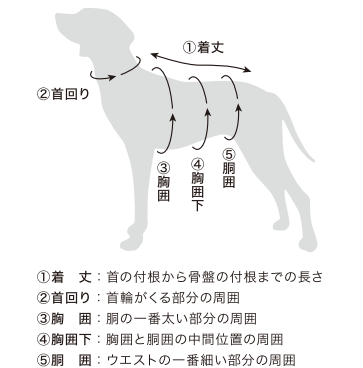 ①着丈
②首回り
③胸囲
④胸囲下
⑤胴囲
①着　丈：首の付根から骨盤の付根までの長さ
②首回り：首輪がくる部分の周囲
③胸　囲：胴の一番太い部分の周囲
④胸囲下：胸囲と胴囲の中間位置の周囲
⑤胴　囲：ウエストの一番細い部分の周囲